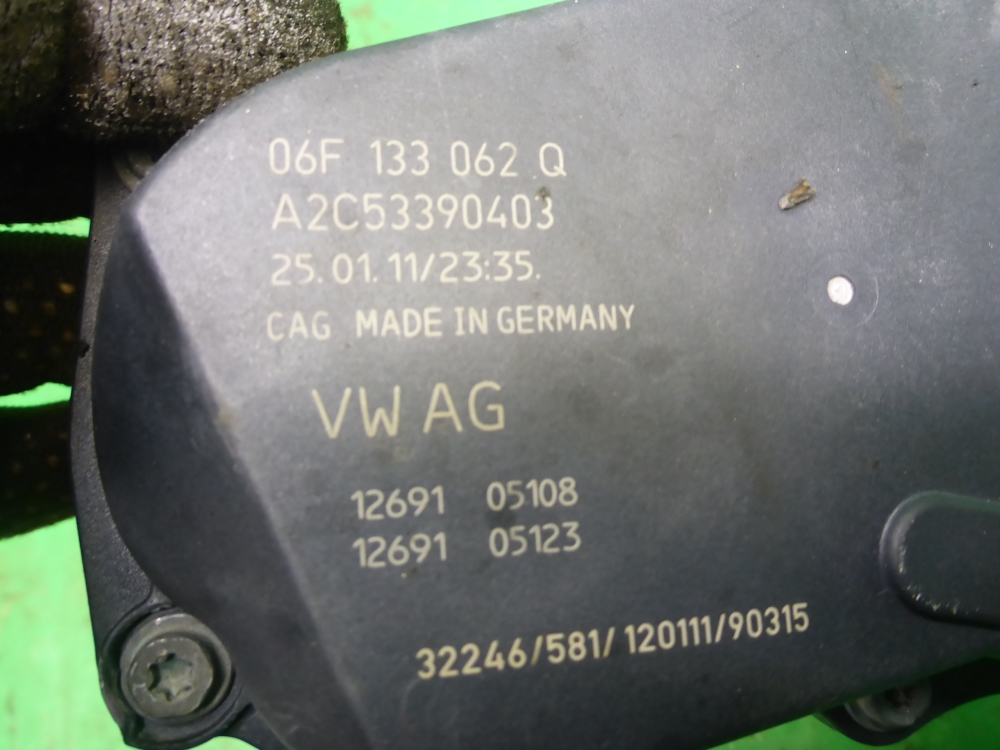 06F 133 062 Q
A2C53390403
25.01.11/23:35.
CAG MADE IN GERMANY
VW AG
12691 05108
12691 05123
32246/581/120111/90315